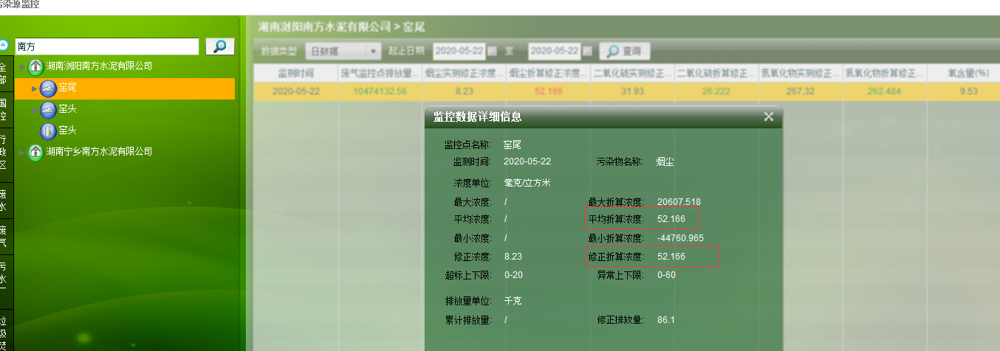 污染源监控
南方
湖南浏阳南方水泥有限公司
窑尾
窑头
窑头
湖南宁乡南方水泥有限公司
全部
国控
行政区
废水
废气
污水厂
垃圾焚
湖南浏阳南方水泥有限公司 > 窑尾
数据类型 日数据 起止日期 2020-05-22 至 2020-05-22 查询
监测时间 废气监控点排放量... 烟尘实测修正浓度... 烟尘折算修正浓度... 二氧化硫实测修正... 二氧化硫折算修正... 氮氧化物实测修正... 氮氧化物折算修正... 氧含量(%)
2020-05-22 10474132.56 8.23 52.166 31.93 26.222 267.32 262.484 9.53
监控数据详细信息
监控点名称: 窑尾
监测时间: 2020-05-22 污染物名称: 烟尘
浓度单位: 毫克/立方米
最大浓度: / 最大折算浓度: 20607.518
平均浓度: / 平均折算浓度: 52.166
最小浓度: / 最小折算浓度: -44760.965
修正浓度: 8.23 修正折算浓度: 52.166
超标上下限: 0-20 异常上下限: 0-60
排放量单位: 千克
累计排放量: / 修正排放量: 86.1